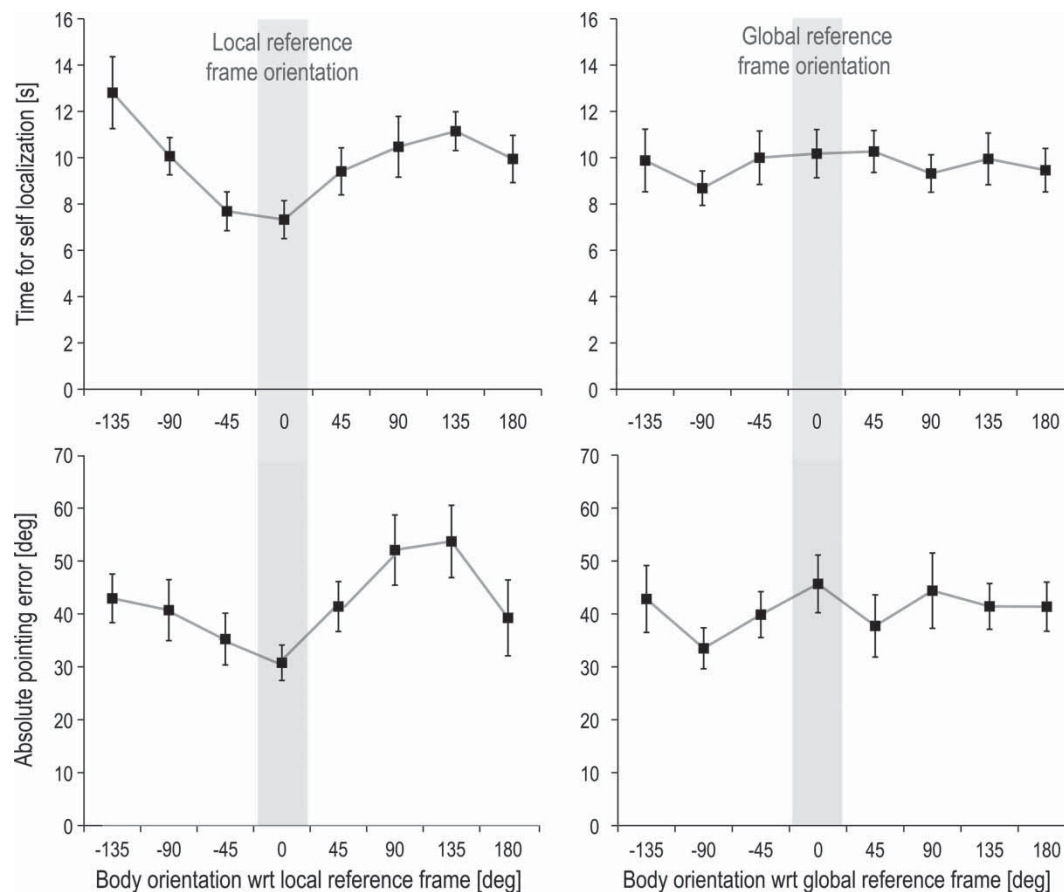 Time for self localization [s]
16
14
12
10
8
6
4
2
0
Local reference
frame orientation
-135 -90 -45 0 45 90 135 180
16
14
12
10
8
6
4
2
0
Global reference
frame orientation
-135 -90 -45 0 45 90 135 180
Absolute pointing error [deg]
70
60
50
40
30
20
10
0
-135 -90 -45 0 45 90 135 180
Body orientation wrt local reference frame [deg]
70
60
50
40
30
20
10
0
-135 -90 -45 0 45 90 135 180
Body orientation wrt global reference frame [deg]